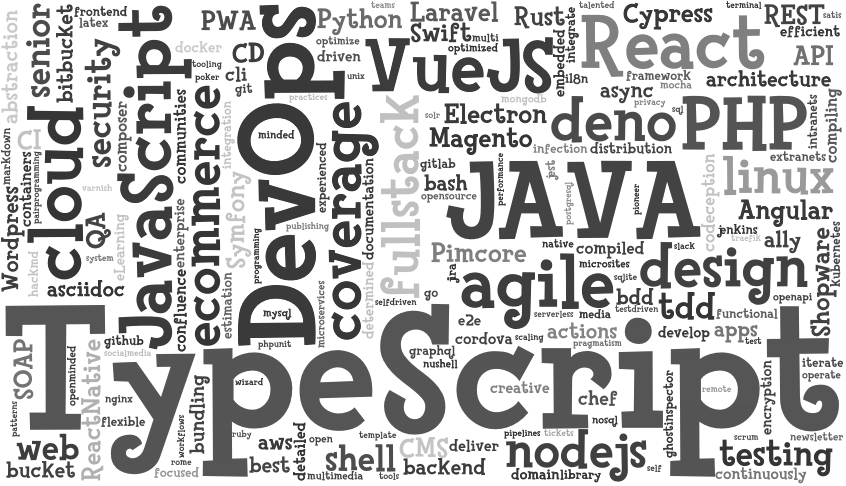 frontend
latex
abstraction
senior
bitbucket
JavaScript
docker
tooling
PWA
CD
cli
git
poker
DevOps
optimize
driven
unix
Python
teams
Laravel
Swift
multi
optimized
VueJS
Rust
embedded
integrate
i18n
talented
React
framework
mocha
async
privacy
sql
Cypress
terminal
REST
satis
efficient
API
architecture
compiling
intranets
extranets
markdown
containers
pairprogramming
CI
cloud
security
composer
communities
ecommerce
integration
practices
minded
coverage
experienced
documentation
fullstack
solr
mongodb
Electron
Magento
deno
PHP
infection
distribution
gitlab
bash
opensource
JAVA
performance
jest
postgresql
pioneer
codeception
linux
Angular
jenkins
traefik
ally
ShopWare
kubernetes
Wordpress
hackmd
varnish
QA
system
eLearning
enterprise
confluence
Symfony
programming
publishing
estimation
mysql
microservices
phpunit
determined
selfdriven
Pimcore
jira
native
compiled
slack
microsites
sqlite
agile
design
go
bdd
tdd
testdriven
openapi
functional
asciidoc
TypeScript
github
socialmedia
e2e
serverless
media
cordova
scaling
actions
pragmatism
develop
apps
test
graphql
nushell
SOAP
openminded
ReactNative
patterns
nginx
flexible
workflows
bundling
wizard
ruby
creative
chef
nosql
ghostinspector
remote
encryption
iterate
operate
web
bucket
rome
focused
aws
best
open
detailed
multimedia
template
shell
tools
CMS
backend
deliver
pipelines
tickets
nodejs
domainlibrary
self
scrum
newsletter
testing
continuously